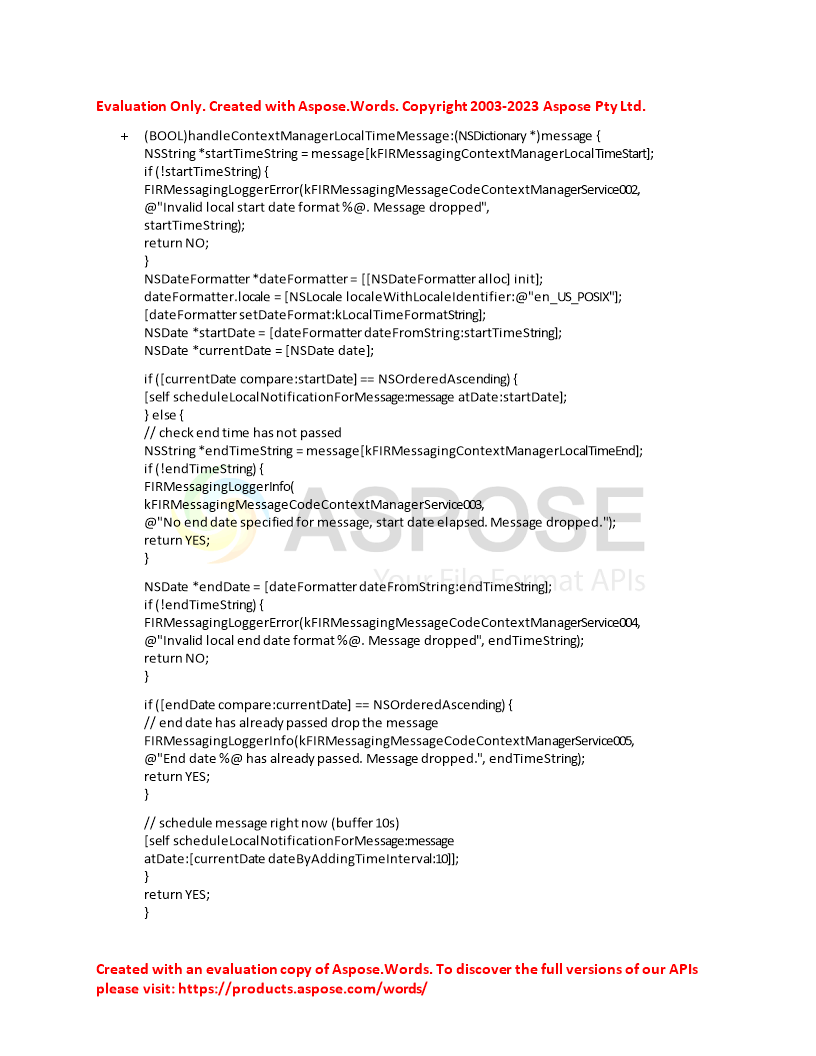 Evaluation Only. Created with Aspose.Words. Copyright 2003-2023 Aspose Pty Ltd.
+ (BOOL)handleContextManagerLocalTimeMessage:(NSDictionary *)message {
NSString *startTimeString = message[kFIRMessagingContextManagerLocalTimeStart];
if (!startTimeString) {
FIRMessagingLoggerError(kFIRMessagingMessageCodeContextManagerService002,
@"Invalid local start date format %@. Message dropped",
startTimeString);
return NO;
}
NSDateFormatter *dateFormatter = [[NSDateFormatter alloc] init];
dateFormatter.locale = [NSLocale localeWithLocaleIdentifier:@"en_US_POSIX"];
[dateFormatter setDateFormat:kLocalTimeFormatString];
NSDate *startDate = [dateFormatter dateFromString:startTimeString];
NSDate *currentDate = [NSDate date];
if ([currentDate compare:startDate] == NSOrderedAscending) {
[self scheduleLocalNotificationForMessage:message atDate:startDate];
} else {
// check end time has not passed
NSString *endTimeString = message[kFIRMessagingContextManagerLocalTimeEnd];
if (!endTimeString) {
FIRMessagingLoggerInfo(
kFIRMessagingMessageCodeContextManagerService003,
@"No end date specified for message, start date elapsed. Message dropped.");
return YES;
}
ASPOSE
Your File Format APIs
NSDate *endDate = [dateFormatter dateFromString:endTimeString];
if (!endTimeString) {
FIRMessagingLoggerError(kFIRMessagingMessageCodeContextManagerService004,
@"Invalid local end date format %@. Message dropped", endTimeString);
return NO;
}
if ([endDate compare:currentDate] == NSOrderedAscending) {
// end date has already passed drop the message
FIRMessagingLoggerInfo(kFIRMessagingMessageCodeContextManagerService005,
@"End date %@ has already passed. Message dropped.", endTimeString);
return YES;
}
// schedule message right now (buffer 10s)
[self scheduleLocalNotificationForMessage:message
atDate:[currentDate dateByAddingTimeInterval:10]];
}
return YES;
}
Created with an evaluation copy of Aspose.Words. To discover the full versions of our APIs
please visit: https://products.aspose.com/words/